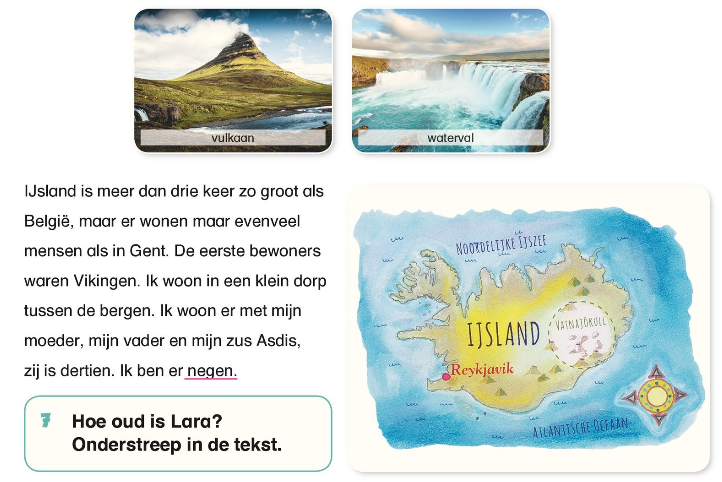 vulkaan
waterval
IJsland is meer dan drie keer zo groot als
België, maar er wonen maar evenveel
mensen als in Gent. De eerste bewoners
waren Vikingen. Ik woon in een klein dorp
tussen de bergen. Ik woon er met mijn
moeder, mijn vader en mijn zus Asdis,
zij is dertien. Ik ben er negen.
7 Hoe oud is Lara?
Onderstreep in de tekst.
NOORDELIJKE IJSZEE
IJSLAND
VATNAJÖKULL
Reykjavik
ATLANTISCHE OCEAAN